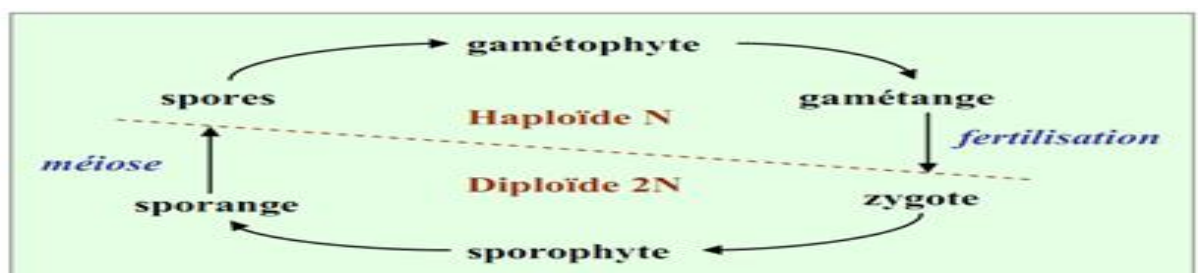 gamétophyte
spores
gamétange
Haploïde N
fertilisation
méiose
Diploïde 2N
sporange
zygote
sporophyte